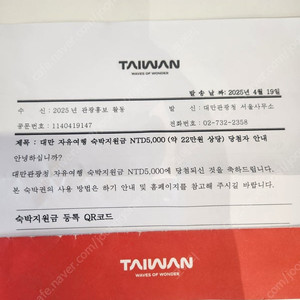 TAIWAN
WAVES OF WONDER
발 송 날 짜: 2025년 4월 19일
수 신 : 2025년 관광홍보 활동 발 신 : 대만관광청 서울사무소
공문번호 : 1140419147 전화번호 : 02-732-2358
제목 : 대만 자유여행 숙박지원금 NTD5,000 (약 22만원 상당) 당첨자 안내
안녕하십니까?
대만관광청 자유여행 숙박지원금 NTD5,000에 당첨되신 것을 축하드립니다.
본 숙박권의 사용 방법은 하기 안내 및 홈페이지를 참고해 주시길 바랍니다.
숙박지원금 등록 QR코드
TAIWAN
WAVES OF WONDER